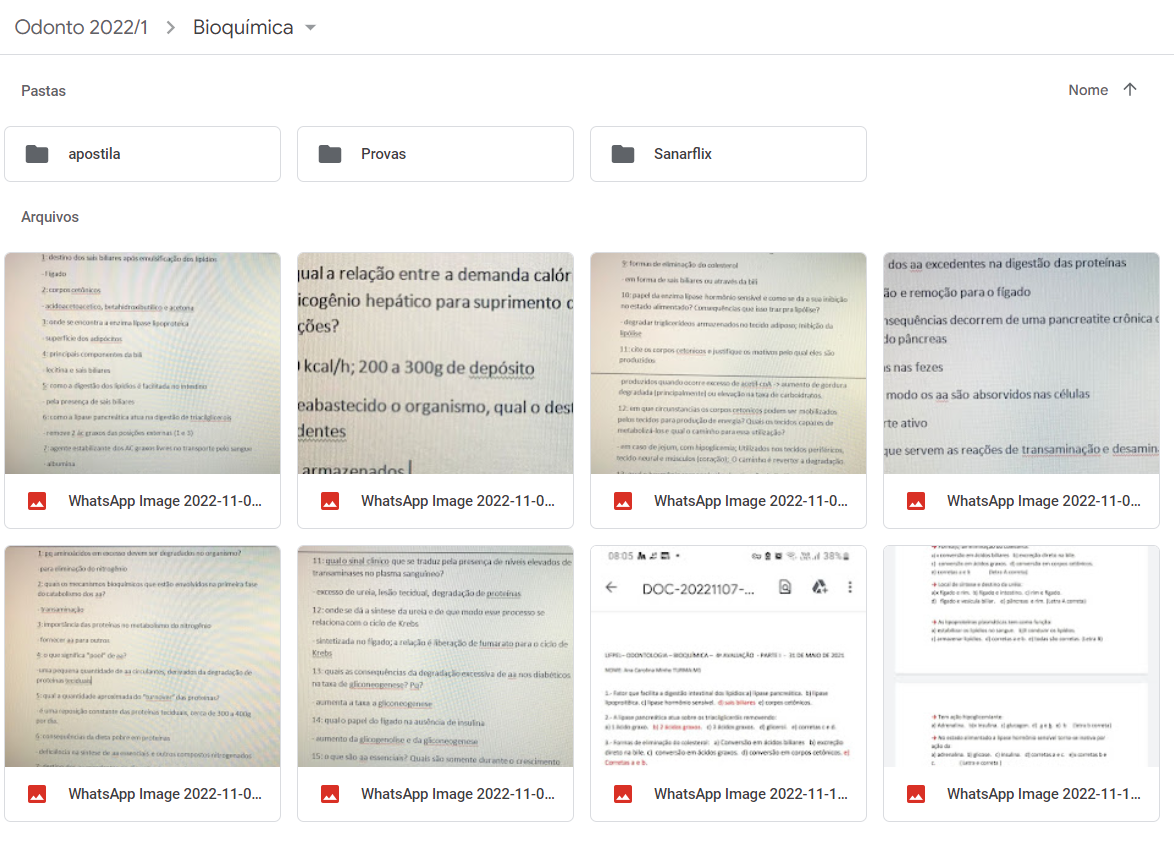 Odonto 2022/1 > Bioquímica
Pastas
Nome
apostila
Provas
Sanarflix
Arquivos
1: destino dos sais biliares após emulsificação dos lipídios
- fígado
2: corpos cetônicos
- acidoacetoacetico, betahidroxibutilico e acetona
3: onde se encontra a enzima lipase lipoproteica
- superfície dos adipócitos
4: principais componentes da bili
- lecitina e sais biliares
5: como a digestão dos lipídios é facilitada no intestino
- pela presença de sais biliares
6: como a lipase pancreática atua na digestão de triacilglicerois
- remove 2 ác graxos das posições externas (1 e 3)
7: agente estabilizante dos AC graxos livres no transporte pelo sangue
- albumina
WhatsApp Image 2022-11-0...
qual a relação entre a demanda calór
icogênio hepático para suprimento
ções?
kcal/h; 200 a 300g de depósito
eabastecido o organismo, qual o dest
dentes
armazenados
WhatsApp Image 2022-11-0...
9: formas de eliminação do colesterol
- em forma de sais biliares ou através da bili
10: papel da enzima lipase hormônio sensível e como se da a sua inibição
no estado alimentado? Consequências que isso traz pra lipólise?
- degradar triglicerídeos armazenados no tecido adiposo; inibição da
lipólise
11: cite os corpos cetonicos e justifique os motivos pelo qual eles são
produzidos
- produzidos quando ocorre excesso de acetil-coA -> aumento de gordura
degradada (principalmente) ou elevação na taxa de carboidratos.
12: em que circunstancias os corpos cetonicos podem ser mobilizados
pelos tecidos para produção de energia? Quais os tecidos capazes de
metabolizá-los e qual o caminho para essa utilização?
- em caso de jejum, com hipoglicemia; Utilizados nos tecidos periféricos,
tecido neural e músculos (coração); O caminho é reverter a degradação
WhatsApp Image 2022-11-0...
dos aa excedentes na digestão das proteínas
ão e remoção para o fígado
nsequências decorrem de uma pancreatite crônica
do pâncreas
as nas fezes
modo os aa são absorvidos nas células
rte ativo
que servem as reações de transaminação e desamin
WhatsApp Image 2022-11-0...
1: pq aminoácidos em excesso devem ser degradados no organismo?
- para eliminação do nitrogênio
2: quais os mecanismos bioquímicos que estão envolvidos na primeira fase
do catabolismo dos aa?
- transaminação
3: importância das proteínas no metabolismo do nitrogênio
- fornecer aa para outros
4: o que significa "pool" de aa?
- uma pequena quantidade de aa circulantes, derivados da degradação de
proteínas teciduais
5: qual a quantidade aproximada do "turnover" das proteínas?
- é uma reposição constante das proteínas teciduais, cerca de 300 a 400g
por dia.
6: consequências da dieta pobre em proteínas
- deficiência na síntese de aa essenciais e outros compostos nitrogenados
WhatsApp Image 2022-11-0...
11: qual o sinal clínico que se traduz pela presença de níveis elevados de
transaminases no plasma sanguíneo?
- excesso de ureia, lesão tecidual, degradação de proteínas
12: onde se dá a síntese da ureia e de que modo esse processo se
relaciona com o ciclo de Krebs
- sintetizada no fígado; a relação é liberação de fumarato para o ciclo de
Krebs
13: quais as consequências da degradação excessiva de aa nos diabéticos
na taxa de gliconeogenese? Pq?
- aumenta a taxa a gliconeogenise
14: qual o papel do fígado na ausência de insulina
- aumento da glicogenolise e da gliconeogenise
15: o que são aa essenciais? Quais são somente durante o crescimento
WhatsApp Image 2022-11-0...
08:05
38%
DOC-20221107-...
UFPEL – ODONTOLOGIA – BIOQUÍMICA – 8ª AVALIAÇÃO - PARTE I - 31 DE MAIO DE 2021
NOME: Ana Carolina Minho TURMA: M1
1.- Fator que facilita a digestão intestinal dos lipídios: a) lipase pancreática. b) lipase
lipoproteica. c) lipase hormônio sensível. d) sais biliares e) corpos cetônicos.
2.- A lipase pancreática atua sobre os triacilgliceróis removendo:
a) 1 ácido graxo. b) 2 ácidos graxos. c) 3 ácidos graxos. d) glicerol. e) corretas c e d.
3.- Formas de eliminação do colesterol: a) Conversão em ácidos biliares b) excreção
direta na bile. c) conversão em ácidos graxos. d) conversão em corpos cetônicos. e)
Corretas a e b.
WhatsApp Image 2022-11-1...
a) conversão em ácidos biliares b) excreção direta na bile.
c) conversão em ácidos graxos. d) conversão em corpos cetônicos.
e) corretas a e b (letra E correta)
➔ Local de síntese e destino da uréia:
a) fígado e rim. b) fígado e intestino. c) rim e fígado.
d) fígado e vesícula biliar. e) pâncreas e rim. (Letra A correta)
➔ As lipoproteínas plasmáticas tem como função
a) estabilizar os lipídios no sangue. b) conduzir os lipídios.
c) armazenar lipídios. d) corretas a e b. e) todas são corretas. (Letra B)
➔ Tem ação hipoglicemiante
➔ No estado alimentado a lipase hormônio sensível torna-se inativa por
ação da
WhatsApp Image 2022-11-1...